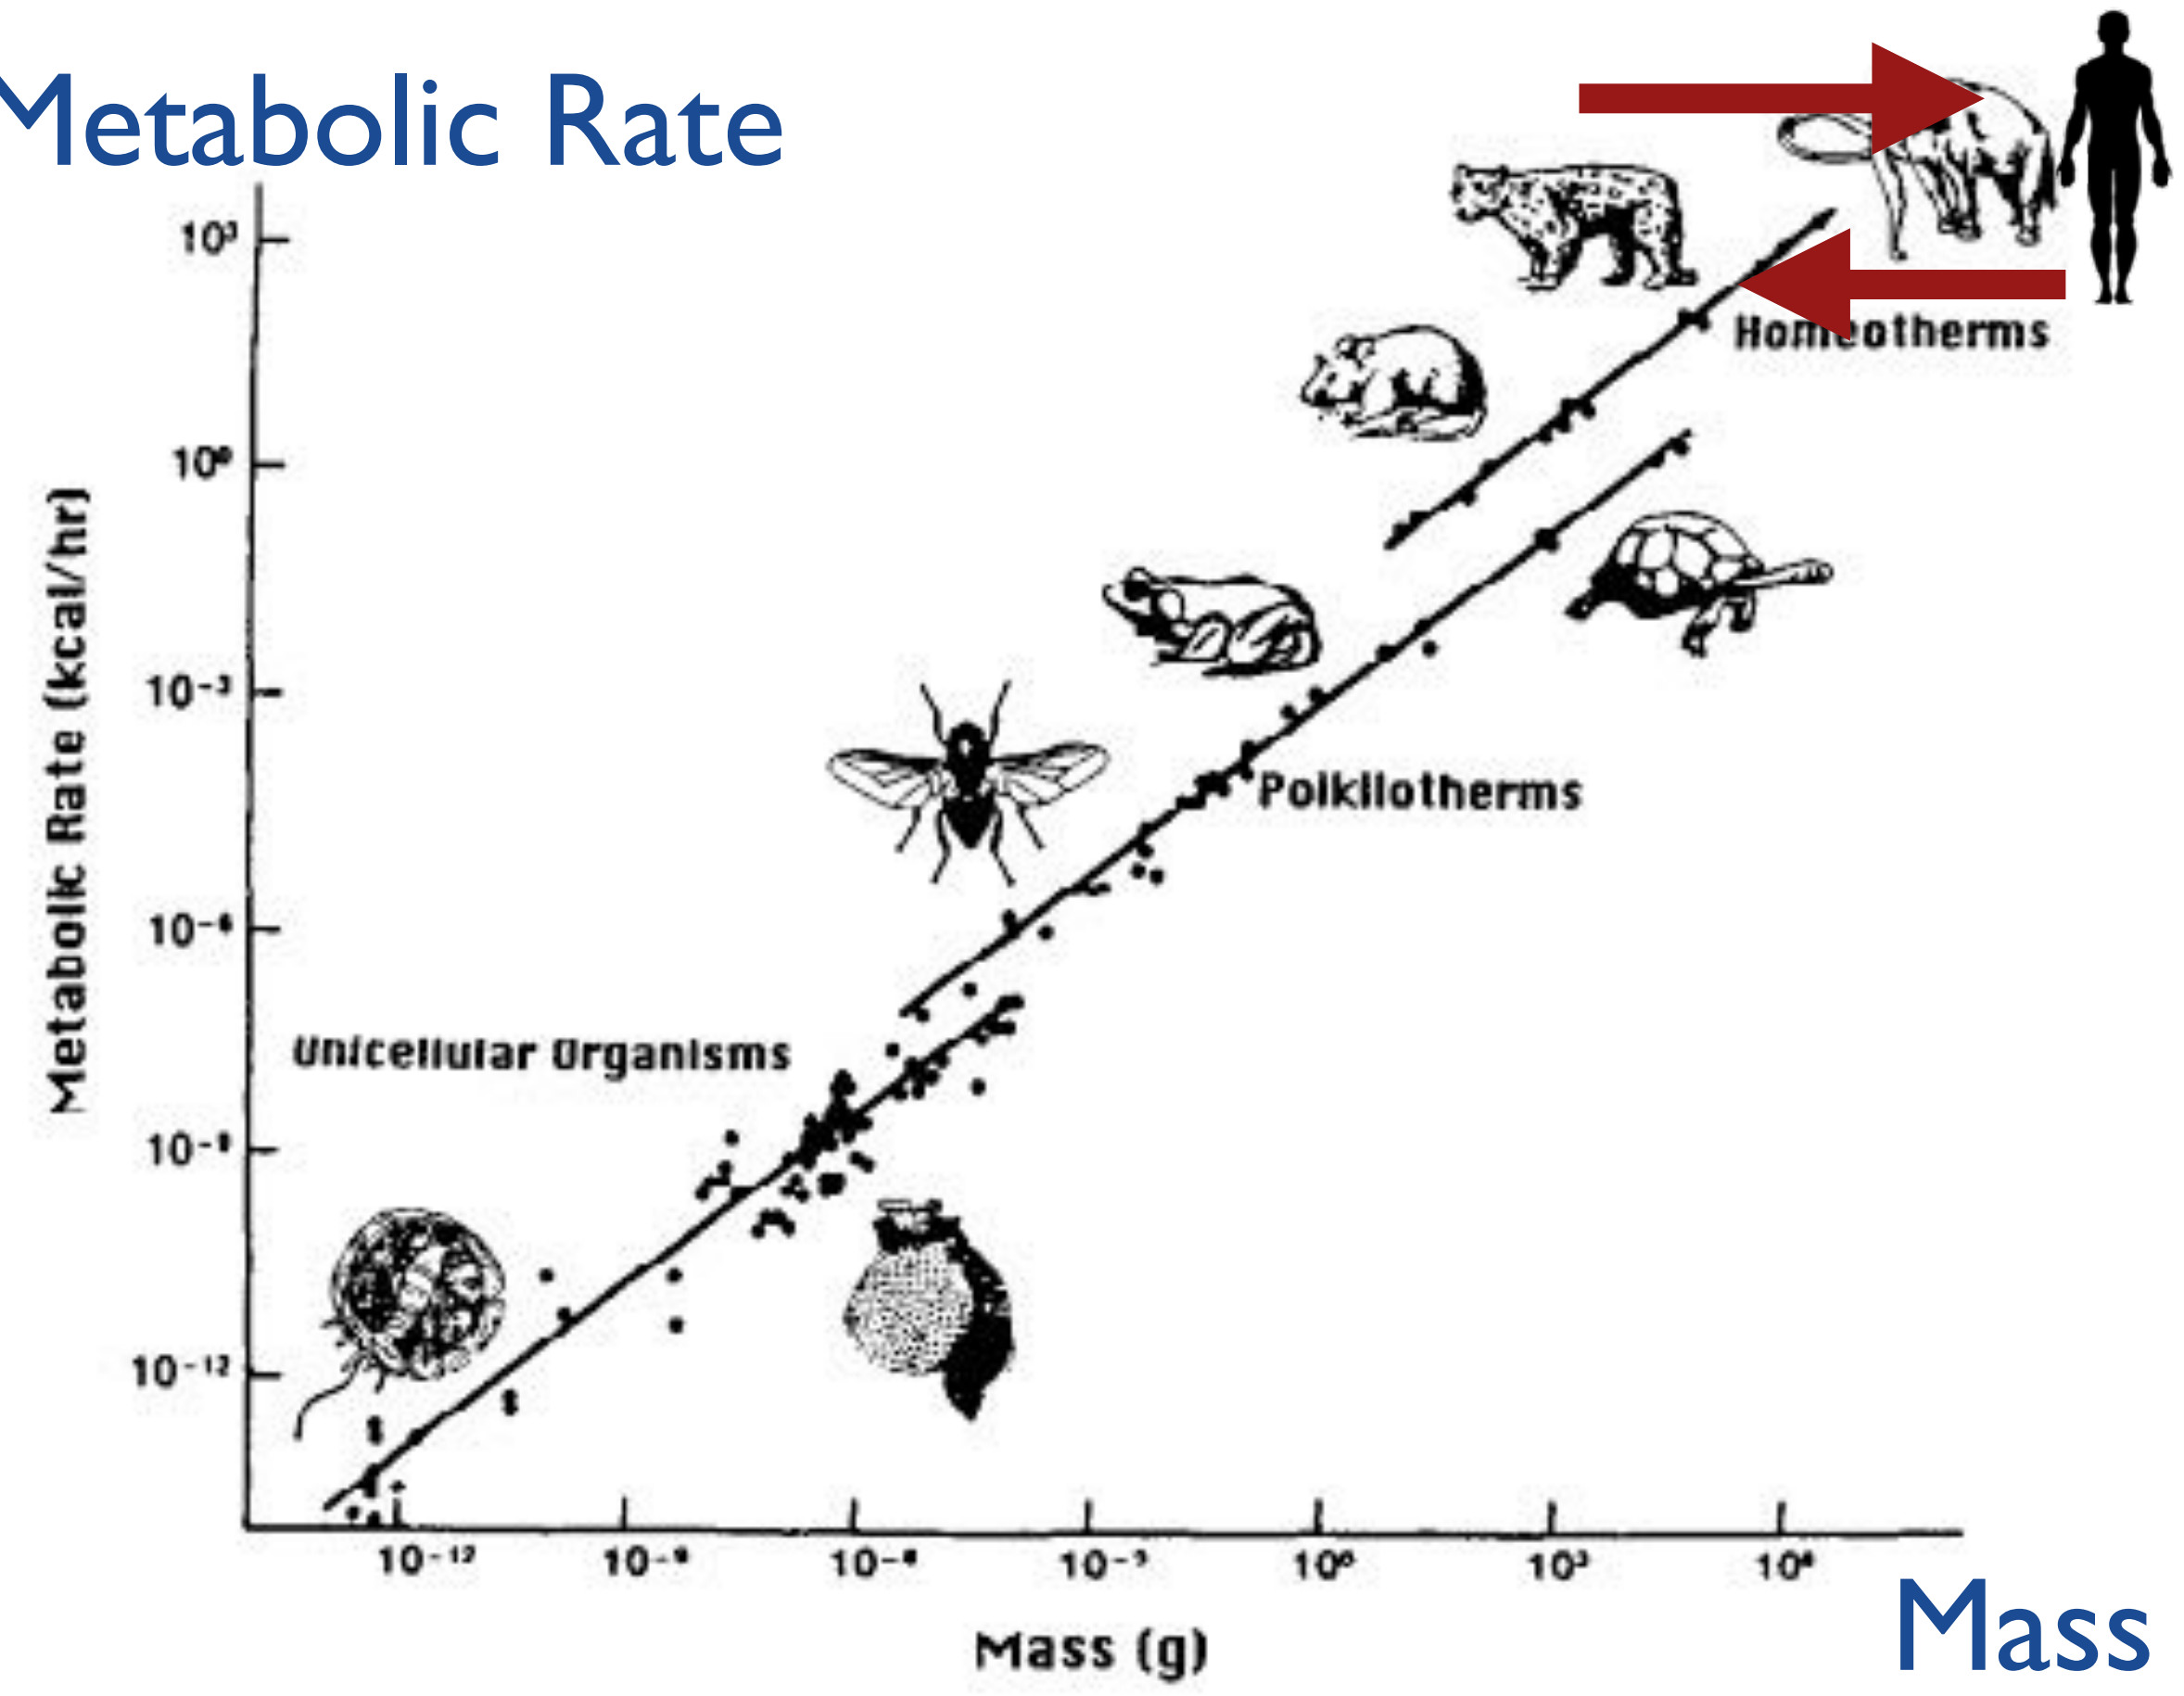 Metabolic Rate
10³
10⁰
10⁻³
10⁻⁶
10⁻⁹
10⁻¹²
Metabolic Rate (kcal/hr)
Homeotherms
Poikilotherms
Unicellular Organisms
10⁻¹²
10⁻⁹
10⁻⁶
10⁻³
10⁰
10³
10⁶
Mass (g)
Mass